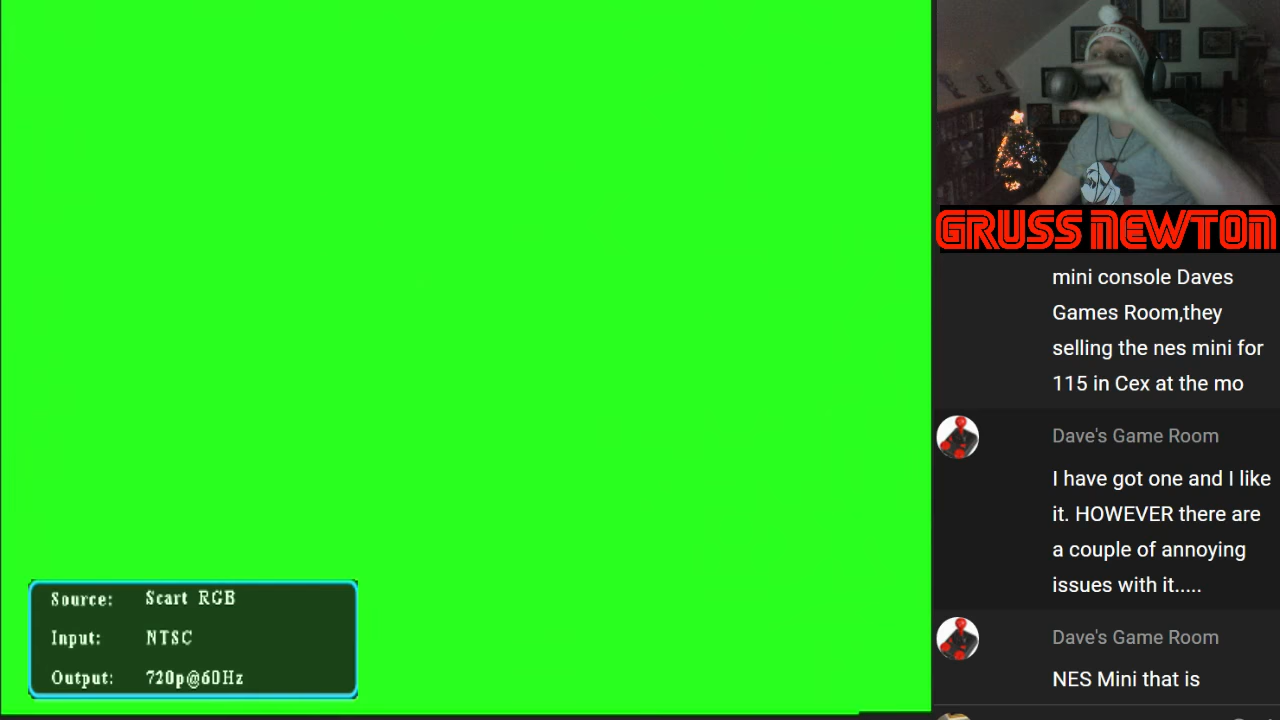 GRUSS NEWTON
mini console Daves
Games Room,they
selling the nes mini for
115 in Cex at the mo
Dave's Game Room
I have got one and I like
it. HOWEVER there are
a couple of annoying
issues with it.....
Dave's Game Room
NES Mini that is
Source: Scart RGB
Input: NTSC
Output: 720p@60Hz